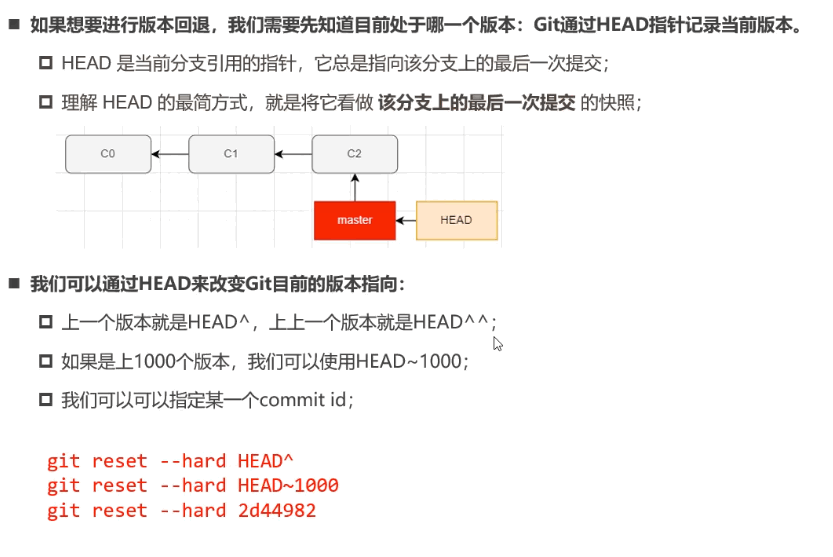 如果想要进行版本回退，我们需要先知道目前处于哪一个版本：Git通过HEAD指针记录当前版本。
HEAD 是当前分支引用的指针，它总是指向该分支上的最后一次提交；
理解 HEAD 的最简方式，就是将它看做 该分支上的最后一次提交 的快照；
C0 C1 C2
master HEAD
我们可以通过HEAD来改变Git目前的版本指向：
上一个版本就是HEAD^，上上一个版本就是HEAD^^；
如果是上1000个版本，我们可以使用HEAD~1000；
我们可以可以指定某一个commit id；
git reset --hard HEAD^
git reset --hard HEAD~1000
git reset --hard 2d44982